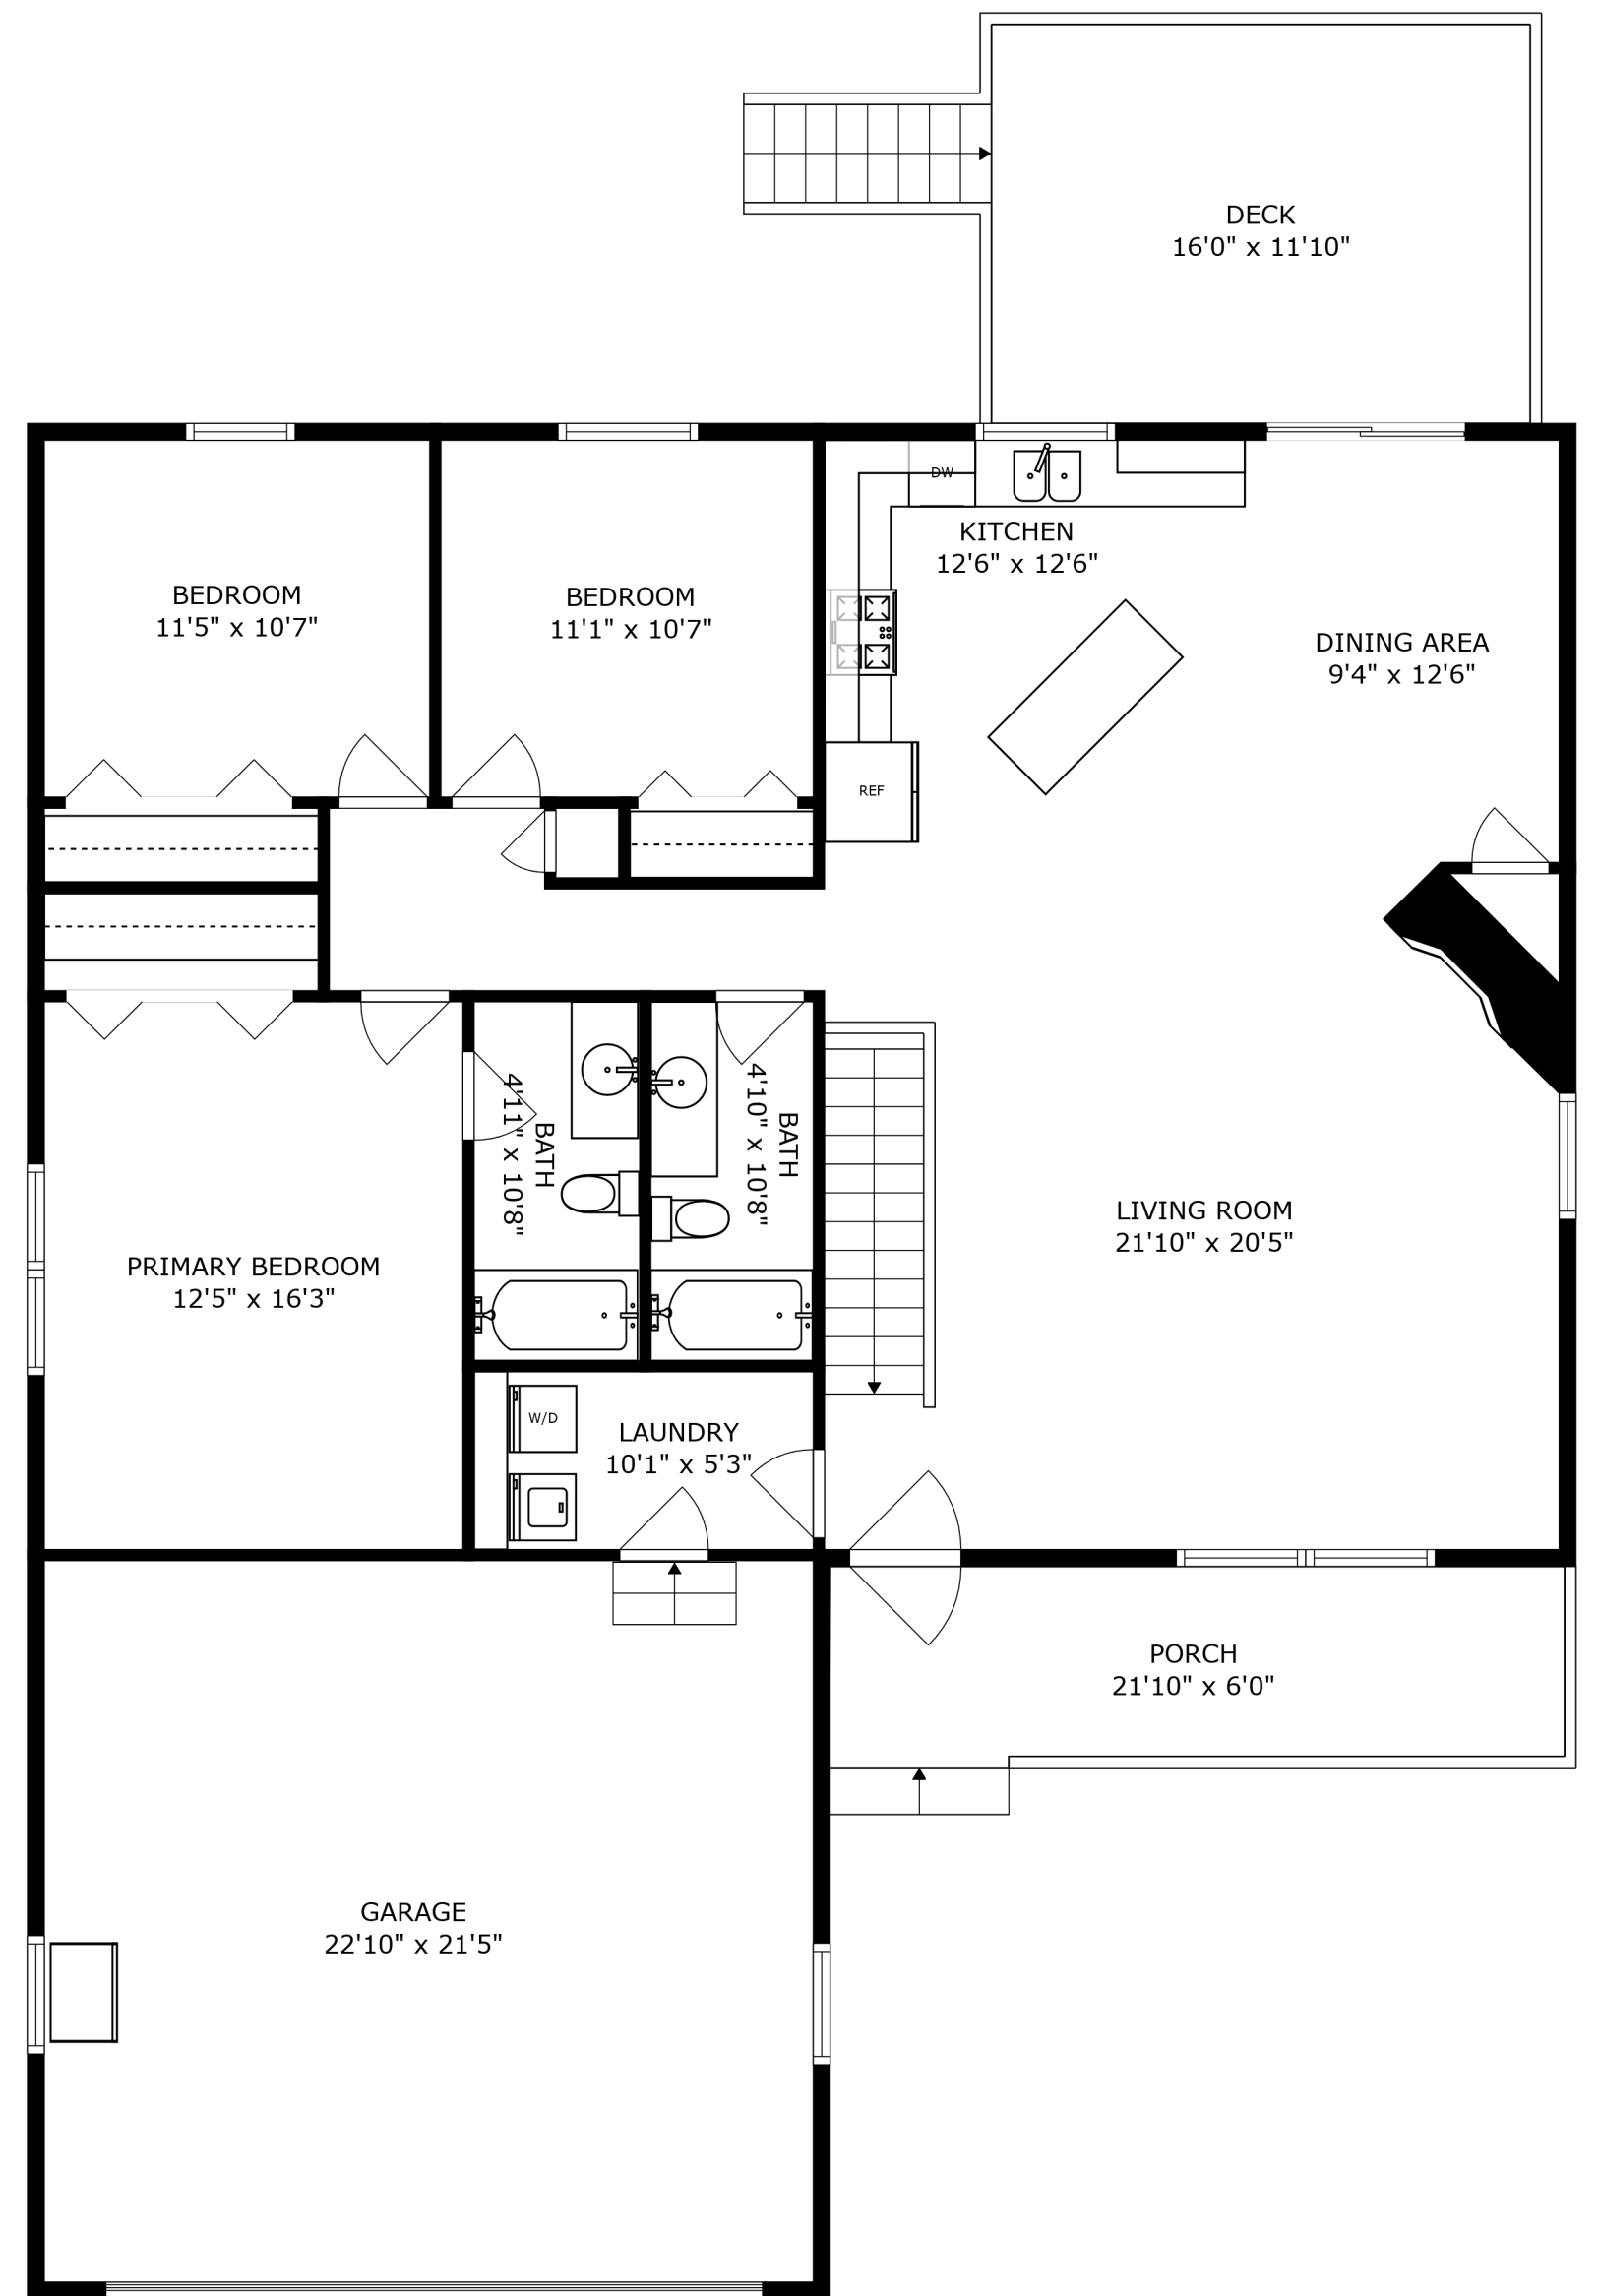 DECK
16'0" x 11'10"
DW
KITCHEN
12'6" x 12'6"
BEDROOM
11'5" x 10'7"
BEDROOM
11'1" x 10'7"
DINING AREA
9'4" x 12'6"
REF
BATH
4'11" x 10'8"
BATH
4'10" x 10'8"
LIVING ROOM
21'10" x 20'5"
PRIMARY BEDROOM
12'5" x 16'3"
W/D
LAUNDRY
10'1" x 5'3"
PORCH
21'10" x 6'0"
GARAGE
22'10" x 21'5"